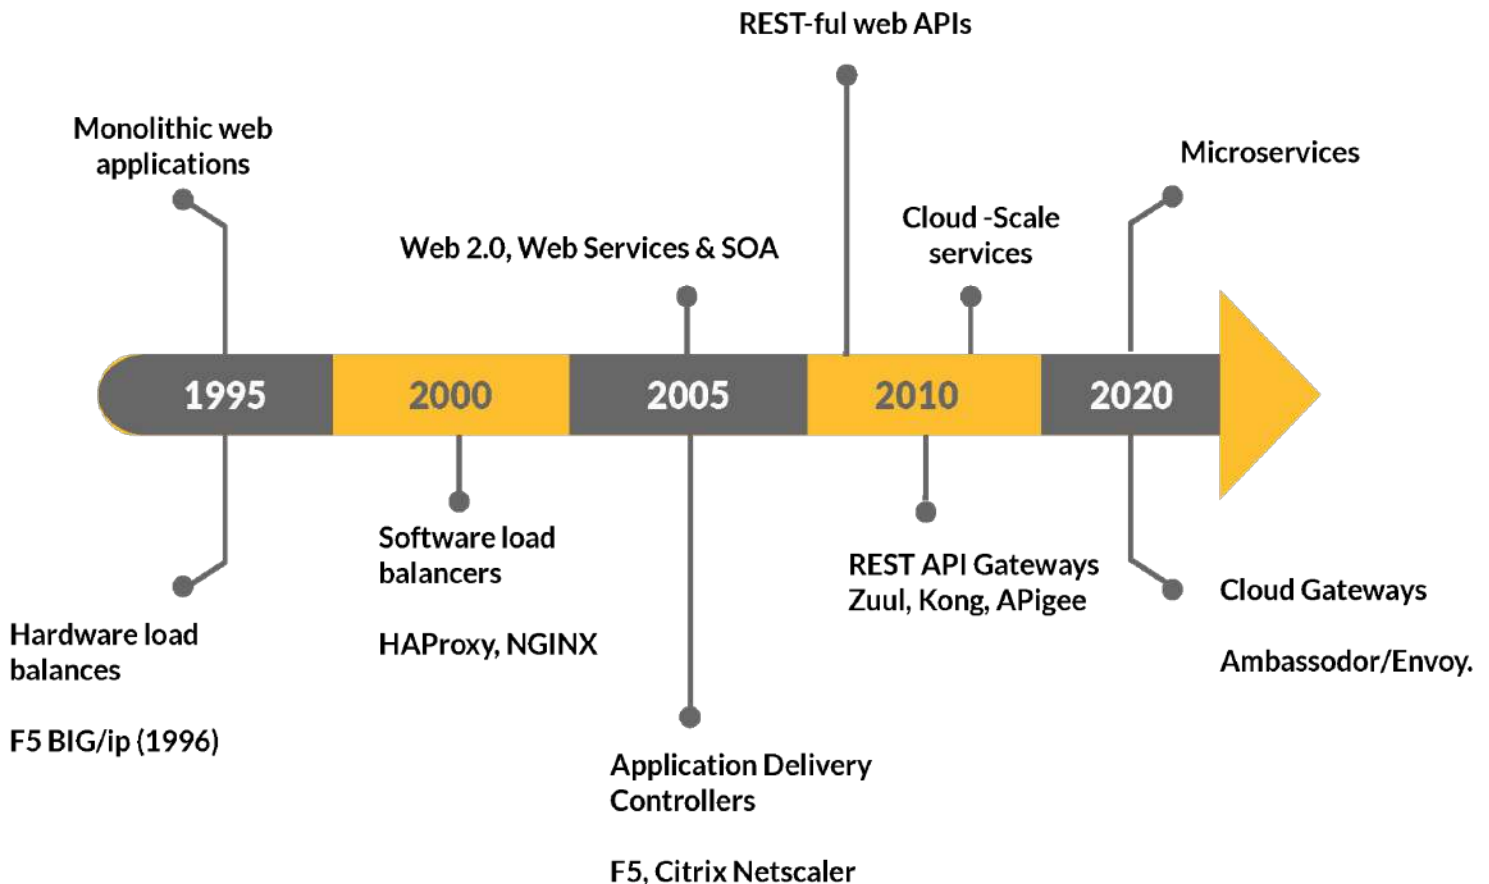 REST-ful web APIs
Monolithic web
applications
Microservices
Cloud -Scale
services
Web 2.0, Web Services & SOA
1995
2000
2005
2010
2020
Software load
balancers
HAProxy, NGINX
REST API Gateways
Zuul, Kong, APigee
Cloud Gateways
Ambassodor/Envoy.
Hardware load
balances
F5 BIG/ip (1996)
Application Delivery
Controllers
F5, Citrix Netscaler